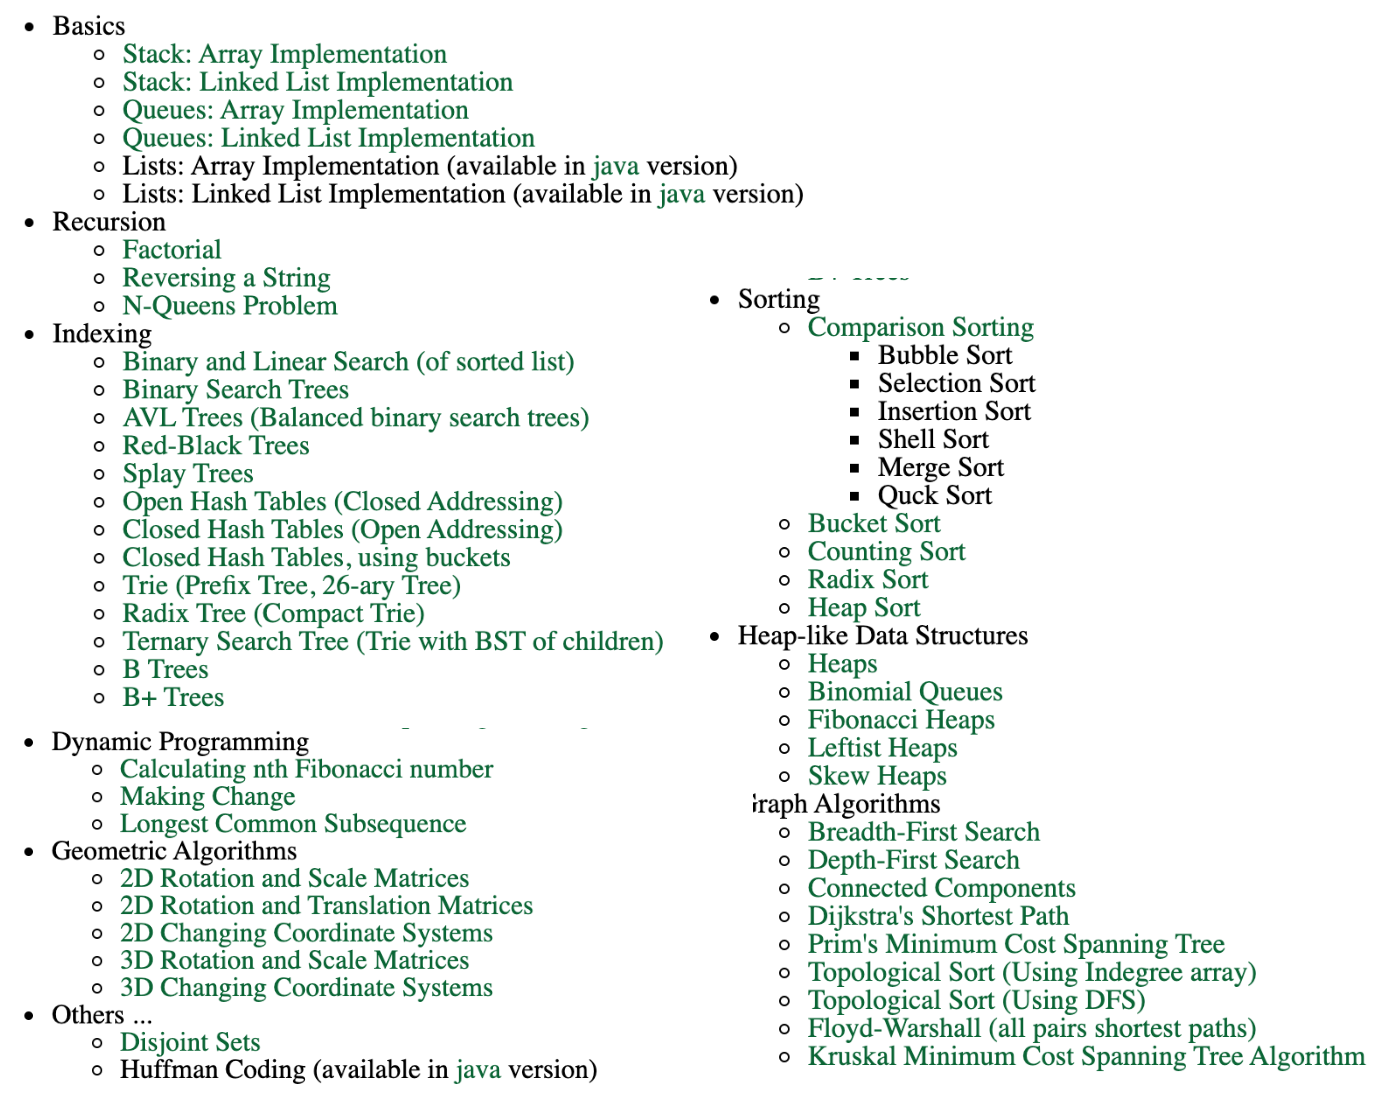 Basics
Stack: Array Implementation
Stack: Linked List Implementation
Queues: Array Implementation
Queues: Linked List Implementation
Lists: Array Implementation (available in java version)
Lists: Linked List Implementation (available in java version)
Recursion
Factorial
Reversing a String
N-Queens Problem
Indexing
Binary and Linear Search (of sorted list)
Binary Search Trees
AVL Trees (Balanced binary search trees)
Red-Black Trees
Splay Trees
Open Hash Tables (Closed Addressing)
Closed Hash Tables (Open Addressing)
Closed Hash Tables, using buckets
Trie (Prefix Tree, 26-ary Tree)
Radix Tree (Compact Trie)
Ternary Search Tree (Trie with BST of children)
B Trees
B+ Trees
Dynamic Programming
Calculating nth Fibonacci number
Making Change
Longest Common Subsequence
Geometric Algorithms
2D Rotation and Scale Matrices
2D Rotation and Translation Matrices
2D Changing Coordinate Systems
3D Rotation and Scale Matrices
3D Changing Coordinate Systems
Others ...
Disjoint Sets
Huffman Coding (available in java version)
Sorting
Comparison Sorting
Bubble Sort
Selection Sort
Insertion Sort
Shell Sort
Merge Sort
Quck Sort
Bucket Sort
Counting Sort
Radix Sort
Heap Sort
Heap-like Data Structures
Heaps
Binomial Queues
Fibonacci Heaps
Leftist Heaps
Skew Heaps
raph Algorithms
Breadth-First Search
Depth-First Search
Connected Components
Dijkstra's Shortest Path
Prim's Minimum Cost Spanning Tree
Topological Sort (Using Indegree array)
Topological Sort (Using DFS)
Floyd-Warshall (all pairs shortest paths)
Kruskal Minimum Cost Spanning Tree Algorithm